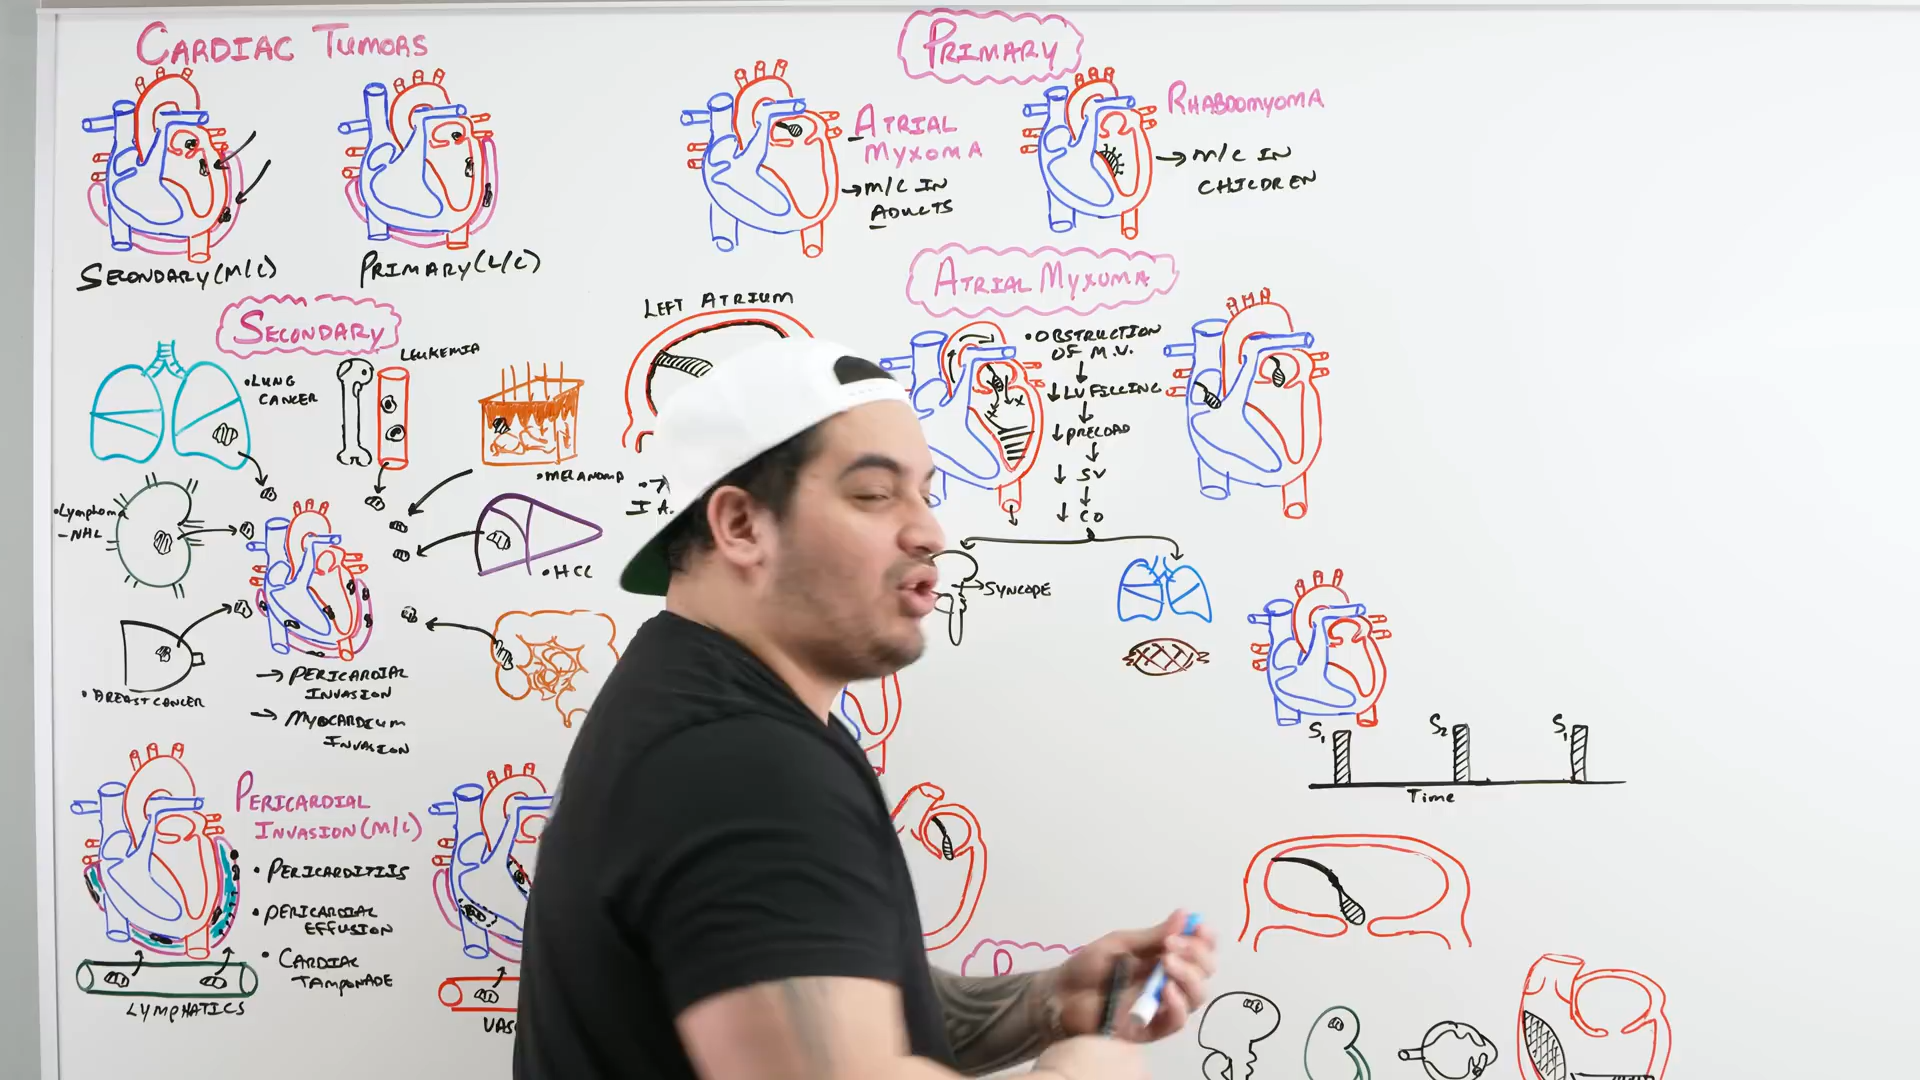 CARDIAC TUMORS
SECONDARY (M/C)
PRIMARY (L/C)
SECONDARY
• LUNG
CANCER
LEUKEMIA
• MELANOMA
• Lymphoma
- NHL
• HCC
• BREAST CANCER
→ PERICARDIAL
INVASION
→ MYOCARDIUM
INVASION
PERICARDIAL
INVASION (M/C)
• PERICARDITIIS
• PERICARDIAL
EFFUSION
• CARDIAC
TAMPONADE
LYMPHATICS
PRIMARY
ATRIAL
MYXOMA
→ M/C IN
ADULTS
RHABDOMYOMA
→ M/C IN
CHILDREN
LEFT ATRIUM
ATRIAL MYXOMA
• OBSTRUCTION
OF M.V.
↓ LV FILLING
↓
↓ PRELOAD
↓
↓ SV
↓
↓ CO
→ SYNCOPE
S1 S2 S1
Time